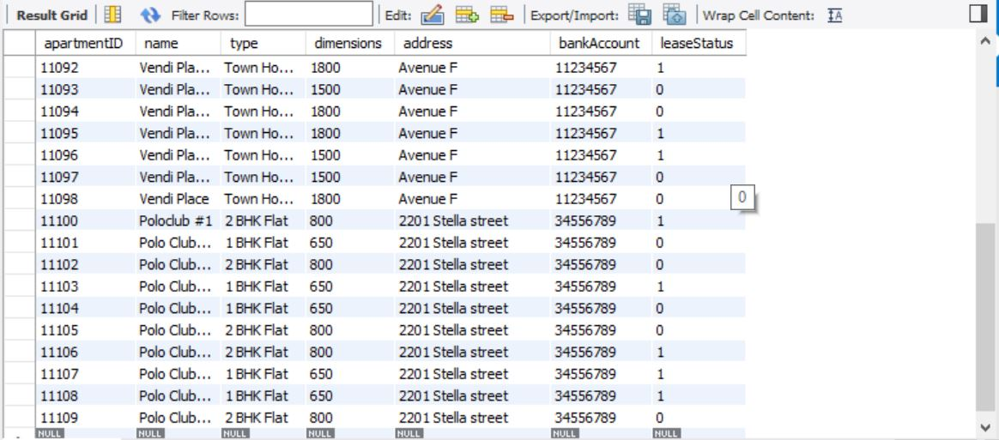 Result Grid Filter Rows: Edit: Export/Import: Wrap Cell Content: IA
apartmentID name type dimensions address bankAccount leaseStatus
11092 Vendi Pla... Town Ho... 1800 Avenue F 11234567 1
11093 Vendi Pla... Town Ho... 1500 Avenue F 11234567 0
11094 Vendi Pla... Town Ho... 1800 Avenue F 11234567 0
11095 Vendi Pla... Town Ho... 1800 Avenue F 11234567 1
11096 Vendi Pla... Town Ho... 1500 Avenue F 11234567 1
11097 Vendi Pla... Town Ho... 1500 Avenue F 11234567 0
11098 Vendi Place Town Ho... 1800 Avenue F 11234567 0 0
11100 Poloclub #1 2 BHK Flat 800 2201 Stella street 34556789 1
11101 Polo Club... 1 BHK Flat 650 2201 Stella street 34556789 0
11102 Polo Club... 2 BHK Flat 800 2201 Stella street 34556789 0
11103 Polo Club... 1 BHK Flat 650 2201 Stella street 34556789 1
11104 Polo Club... 1 BHK Flat 650 2201 Stella street 34556789 0
11105 Polo Club... 2 BHK Flat 800 2201 Stella street 34556789 0
11106 Polo Club... 2 BHK Flat 800 2201 Stella street 34556789 1
11107 Polo Club... 1 BHK Flat 650 2201 Stella street 34556789 1
11108 Polo Club... 1 BHK Flat 650 2201 Stella street 34556789 1
11109 Polo Club... 2 BHK Flat 800 2201 Stella street 34556789 0
NULL NULL NULL NULL NULL NULL NULL